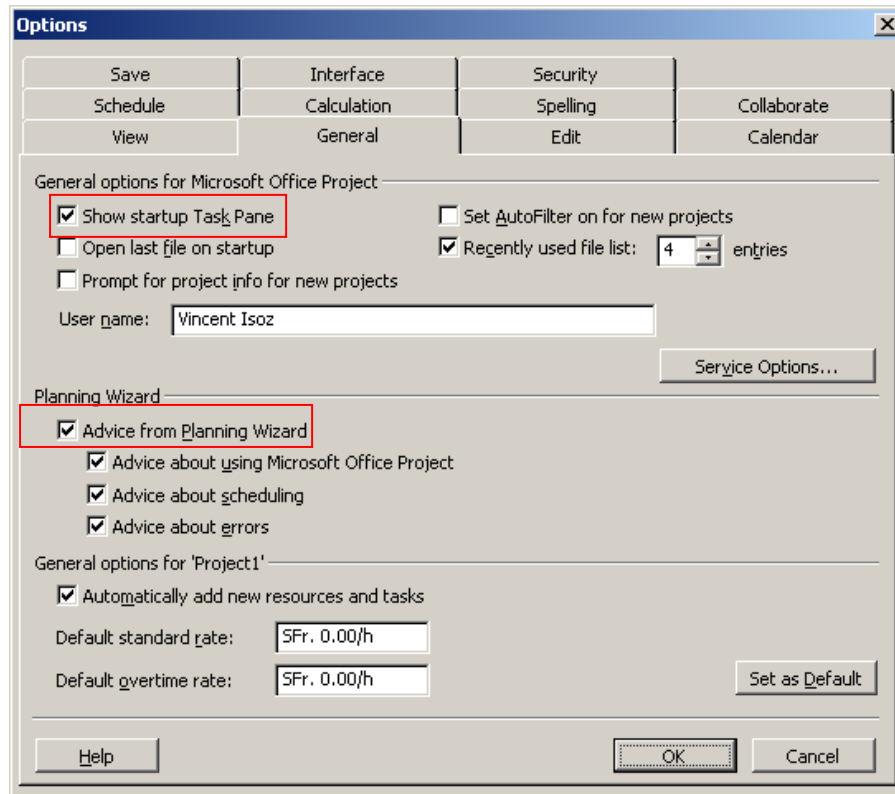 Options
Save Interface Security
Schedule Calculation Spelling Collaborate
View General Edit Calendar
General options for Microsoft Office Project
Show startup Task Pane Set AutoFilter on for new projects
Open last file on startup Recently used file list: 4 entries
Prompt for project info for new projects
User name: Vincent Isoz
Service Options...
Planning Wizard
Advice from Planning Wizard
Advice about using Microsoft Office Project
Advice about scheduling
Advice about errors
General options for 'Project1'
Automatically add new resources and tasks
Default standard rate: SFr. 0.00/h
Default overtime rate: SFr. 0.00/h Set as Default
Help OK Cancel